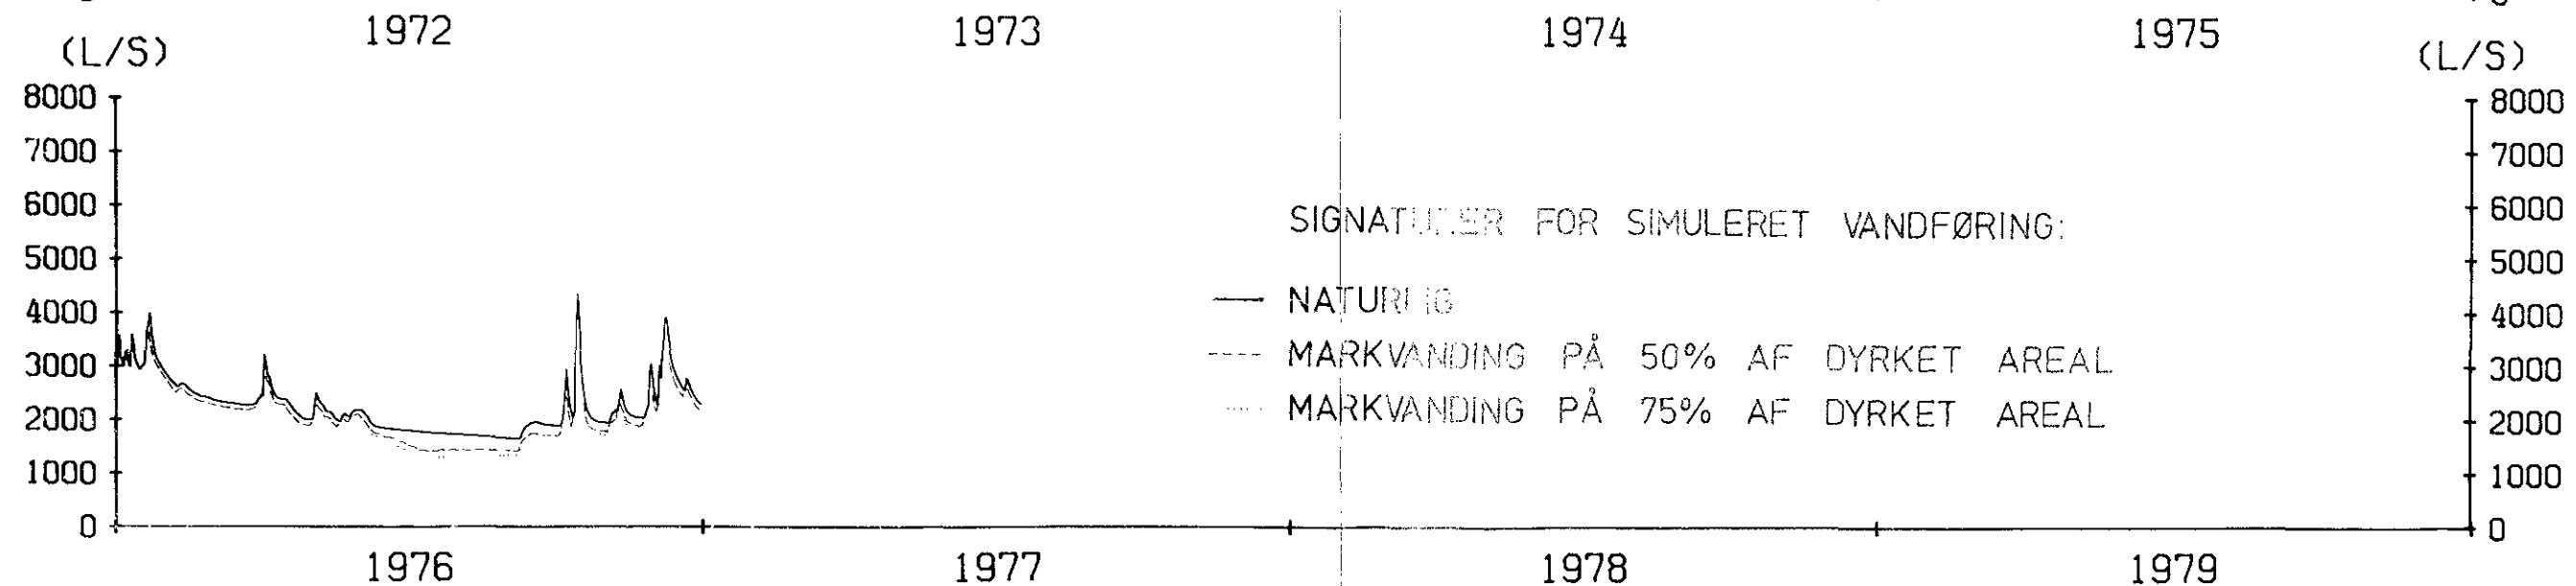 1972 1973 1974 1975
(L/S) (L/S)
8000 8000
7000 7000
6000 6000
SIGNATURER FOR SIMULERET VANDFØRING:
5000 5000
4000 NATURLIG 4000
3000 MARKVANDING PÅ 50% AF DYRKET AREAL 3000
2000 MARKVANDING PÅ 75% AF DYRKET AREAL 2000
1000 1000
0 0
1976 1977 1978 1979